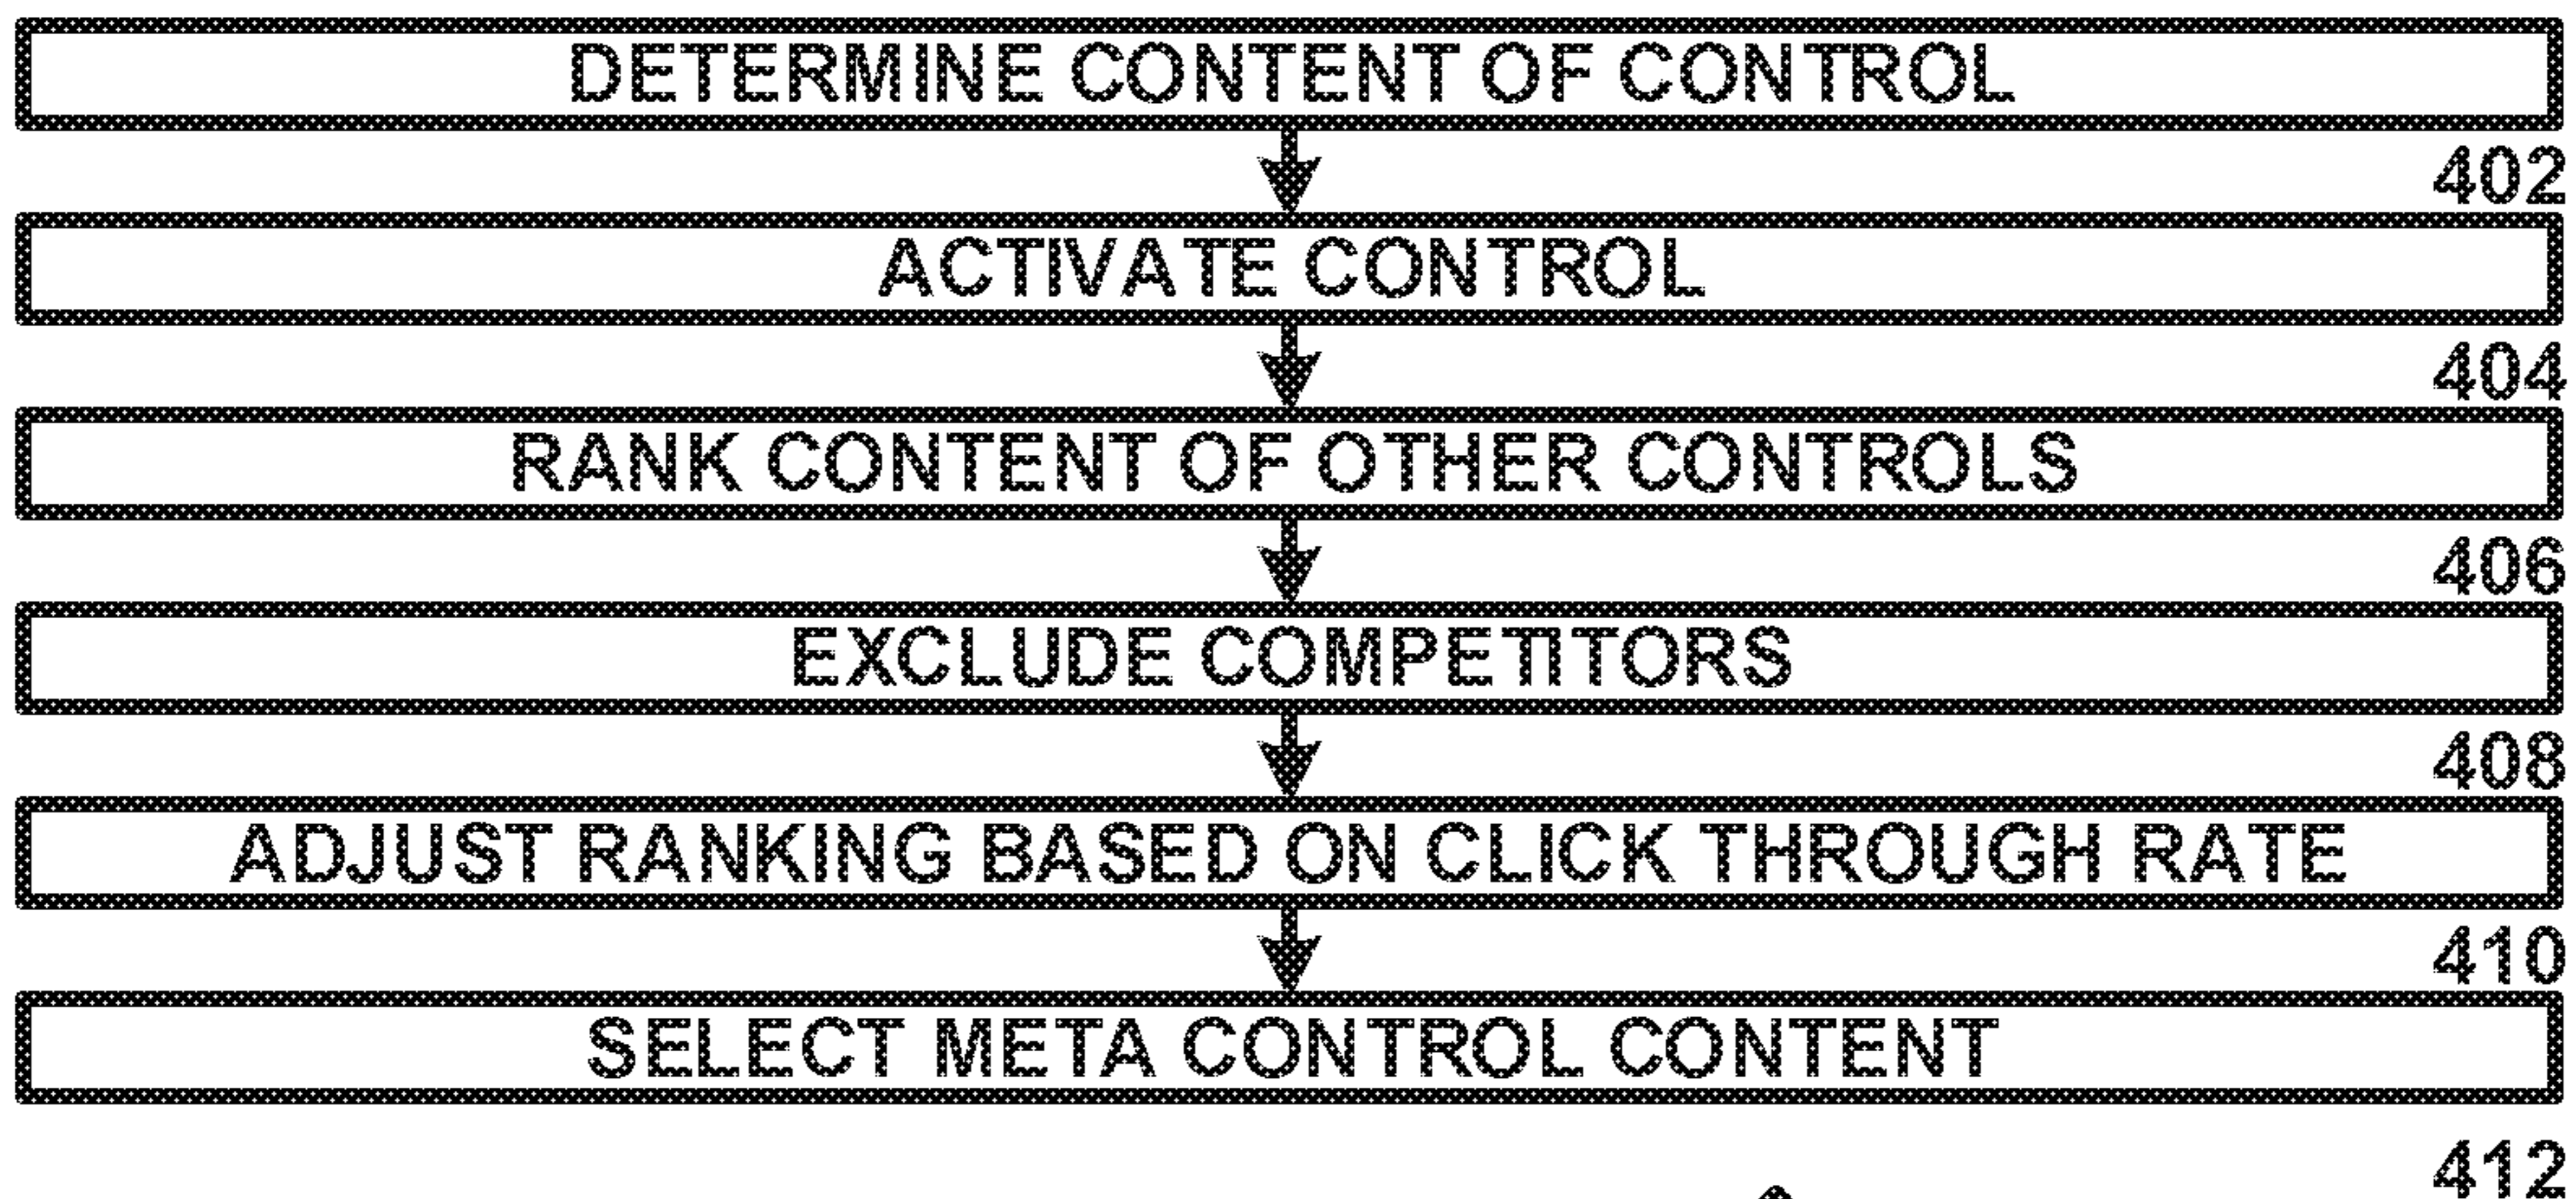 DETERMINE CONTENT OF CONTROL
402
ACTIVATE CONTROL
404
RANK CONTENT OF OTHER CONTROLS
406
EXCLUDE COMPETITORS
408
ADJUST RANKING BASED ON CLICK THROUGH RATE
410
SELECT META CONTROL CONTENT
412